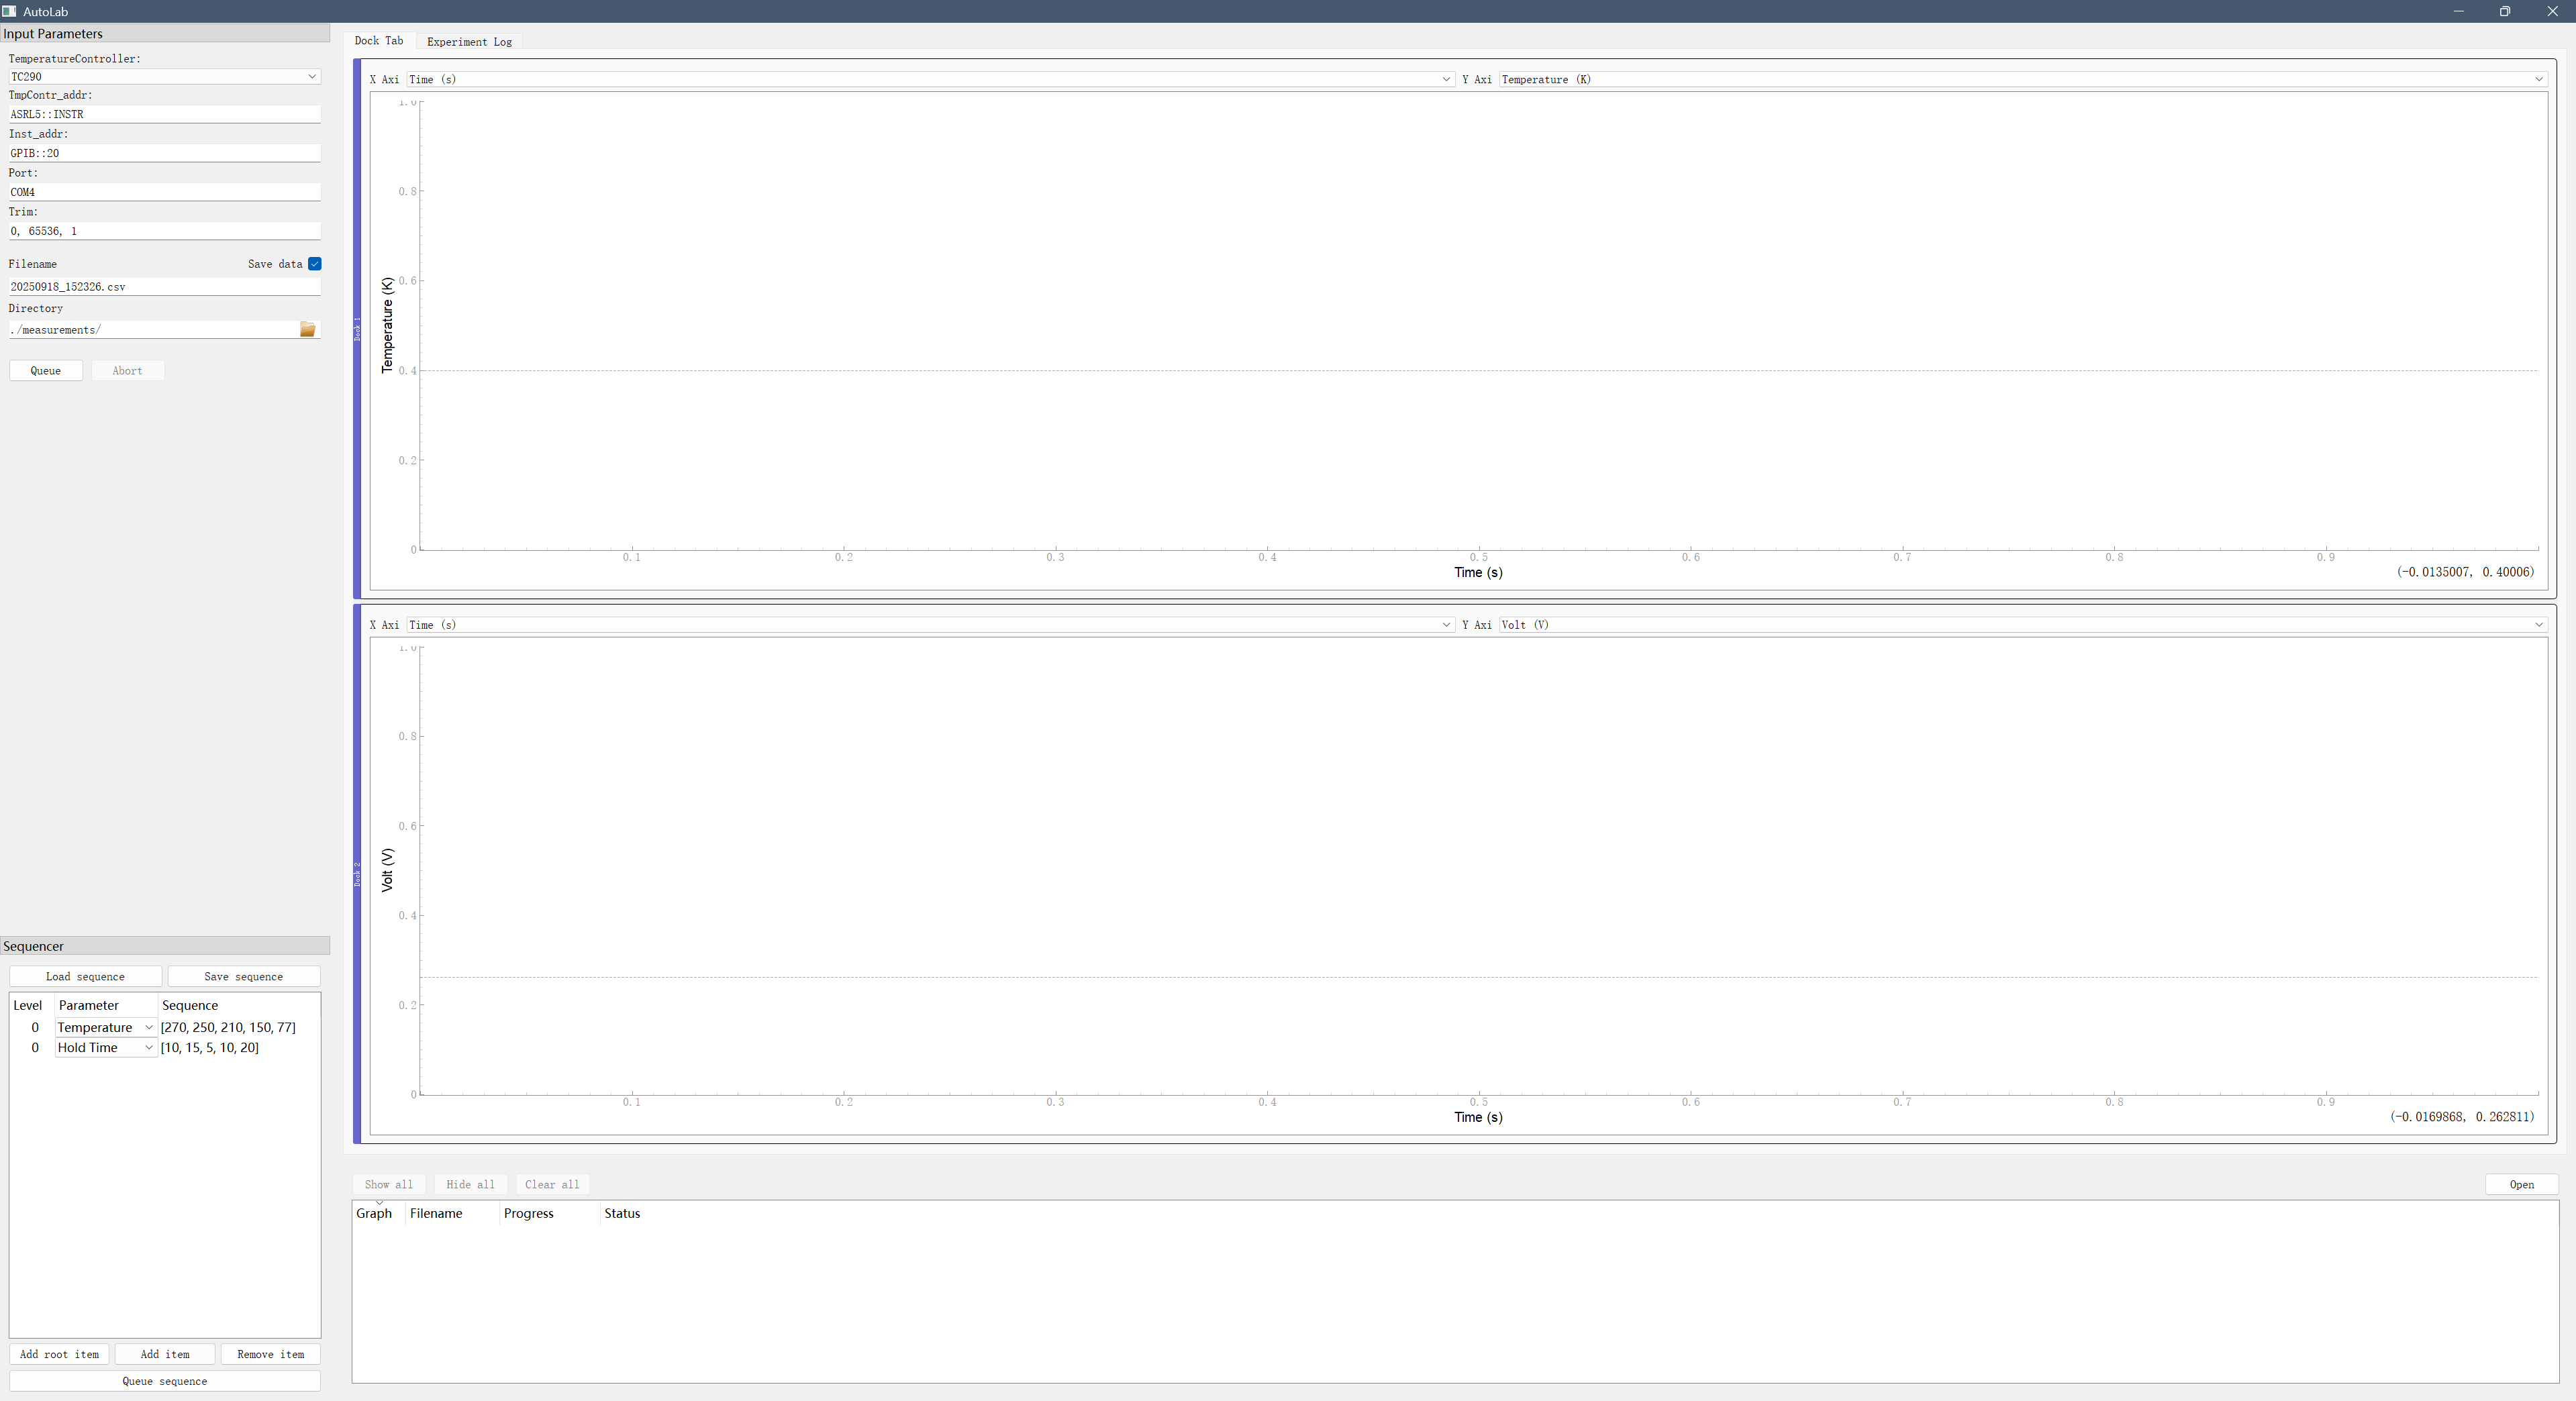 AutoLab
Input Parameters
TemperatureController:
TC290
TmpContr_addr:
ASRL5::INSTR
Inst_addr:
GPIB::20
Port:
COM4
Trim:
0, 65536, 1
Filename Save data
20250918_152326.csv
Directory
./measurements/
Queue Abort
Sequencer
Load sequence Save sequence
Level Parameter Sequence
0 Temperature [270, 250, 210, 150, 77]
0 Hold Time [10, 15, 5, 10, 20]
Add root item Add item Remove item
Queue sequence
Dock Tab Experiment Log
Dock 1
X Axi Time (s) Y Axi Temperature (K)
1.0
0.8
0.6
0.4
0.2
0
Temperature (K)
0.1 0.2 0.3 0.4 0.5 0.6 0.7 0.8 0.9
Time (s)
(-0.0135007, 0.40006)
Dock 2
X Axi Time (s) Y Axi Volt (V)
1.0
0.8
0.6
0.4
0.2
0
Volt (V)
0.1 0.2 0.3 0.4 0.5 0.6 0.7 0.8 0.9
Time (s)
(-0.0169868, 0.262811)
Show all Hide all Clear all Open
Graph Filename Progress Status